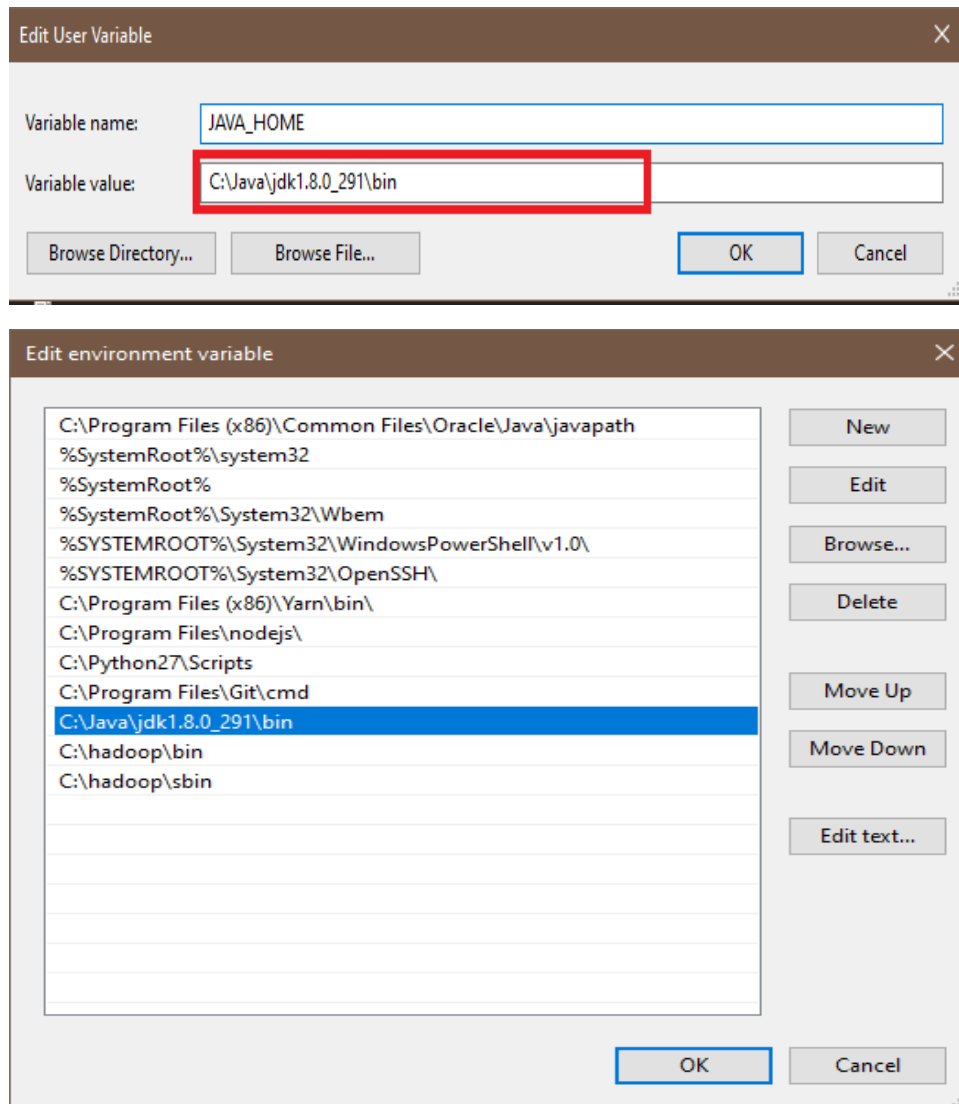 Edit User Variable
Variable name:
JAVA_HOME
Variable value:
C:\Java\jdk1.8.0_291\bin
Browse Directory...
Browse File...
OK
Cancel
Edit environment variable
C:\Program Files (x86)\Common Files\Oracle\Java\javapath
%SystemRoot%\system32
%SystemRoot%
%SystemRoot%\System32\Wbem
%SYSTEMROOT%\System32\WindowsPowerShell\v1.0\
%SYSTEMROOT%\System32\OpenSSH\
C:\Program Files (x86)\Yarn\bin\
C:\Program Files\nodejs\
C:\Python27\Scripts
C:\Program Files\Git\cmd
C:\Java\jdk1.8.0_291\bin
C:\hadoop\bin
C:\hadoop\sbin
New
Edit
Browse...
Delete
Move Up
Move Down
Edit text...
OK
Cancel